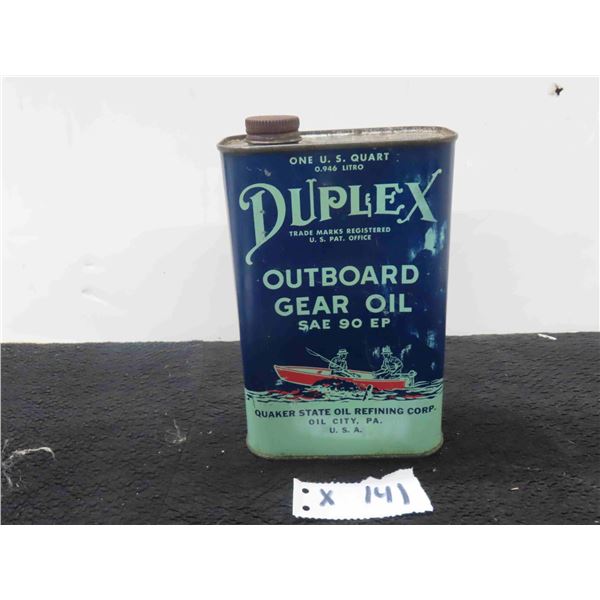 ONE U. S. QUART
0.946 LITRO
DUPLEX
TRADE MARKS REGISTERED
U. S. PAT. OFFICE
OUTBOARD
GEAR OIL
SAE 90 EP
QUAKER STATE OIL REFINING CORP.
OIL CITY, PA.
U. S. A.
X 141